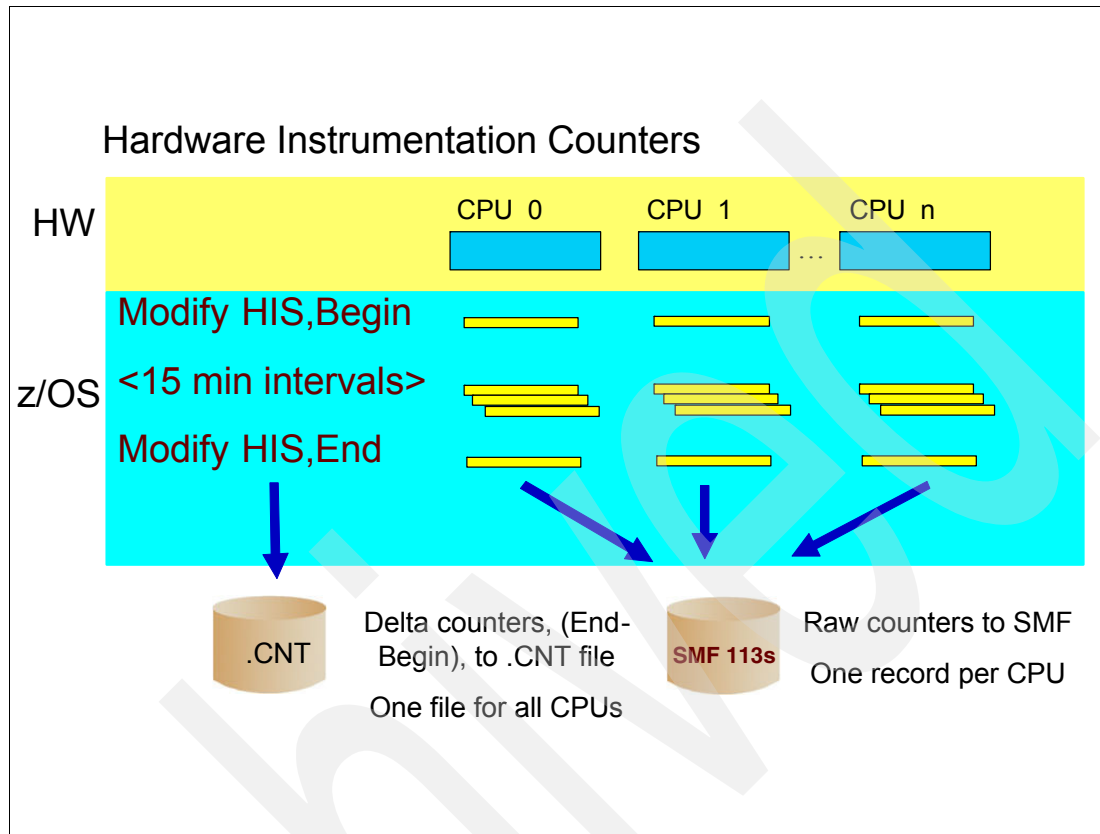 Hardware Instrumentation Counters
HW
CPU 0
CPU 1
CPU n
...
Modify HIS,Begin
<15 min intervals>
z/OS
Modify HIS,End
.CNT
Delta counters, (End-
Begin), to .CNT file
One file for all CPUs
SMF 113s
Raw counters to SMF
One record per CPU